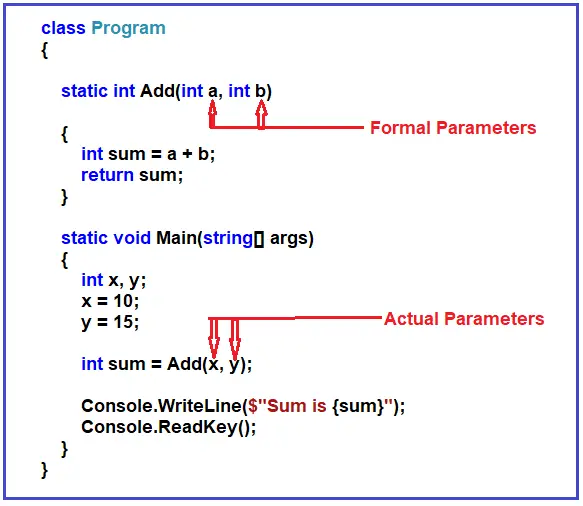 class Program
{
static int Add(int a, int b)
Formal Parameters
{
int sum = a + b;
return sum;
}
static void Main(string[] args)
{
int x, y;
x = 10;
y = 15;
Actual Parameters
int sum = Add(x, y);
Console.WriteLine($"Sum is {sum}");
Console.ReadKey();
}
}